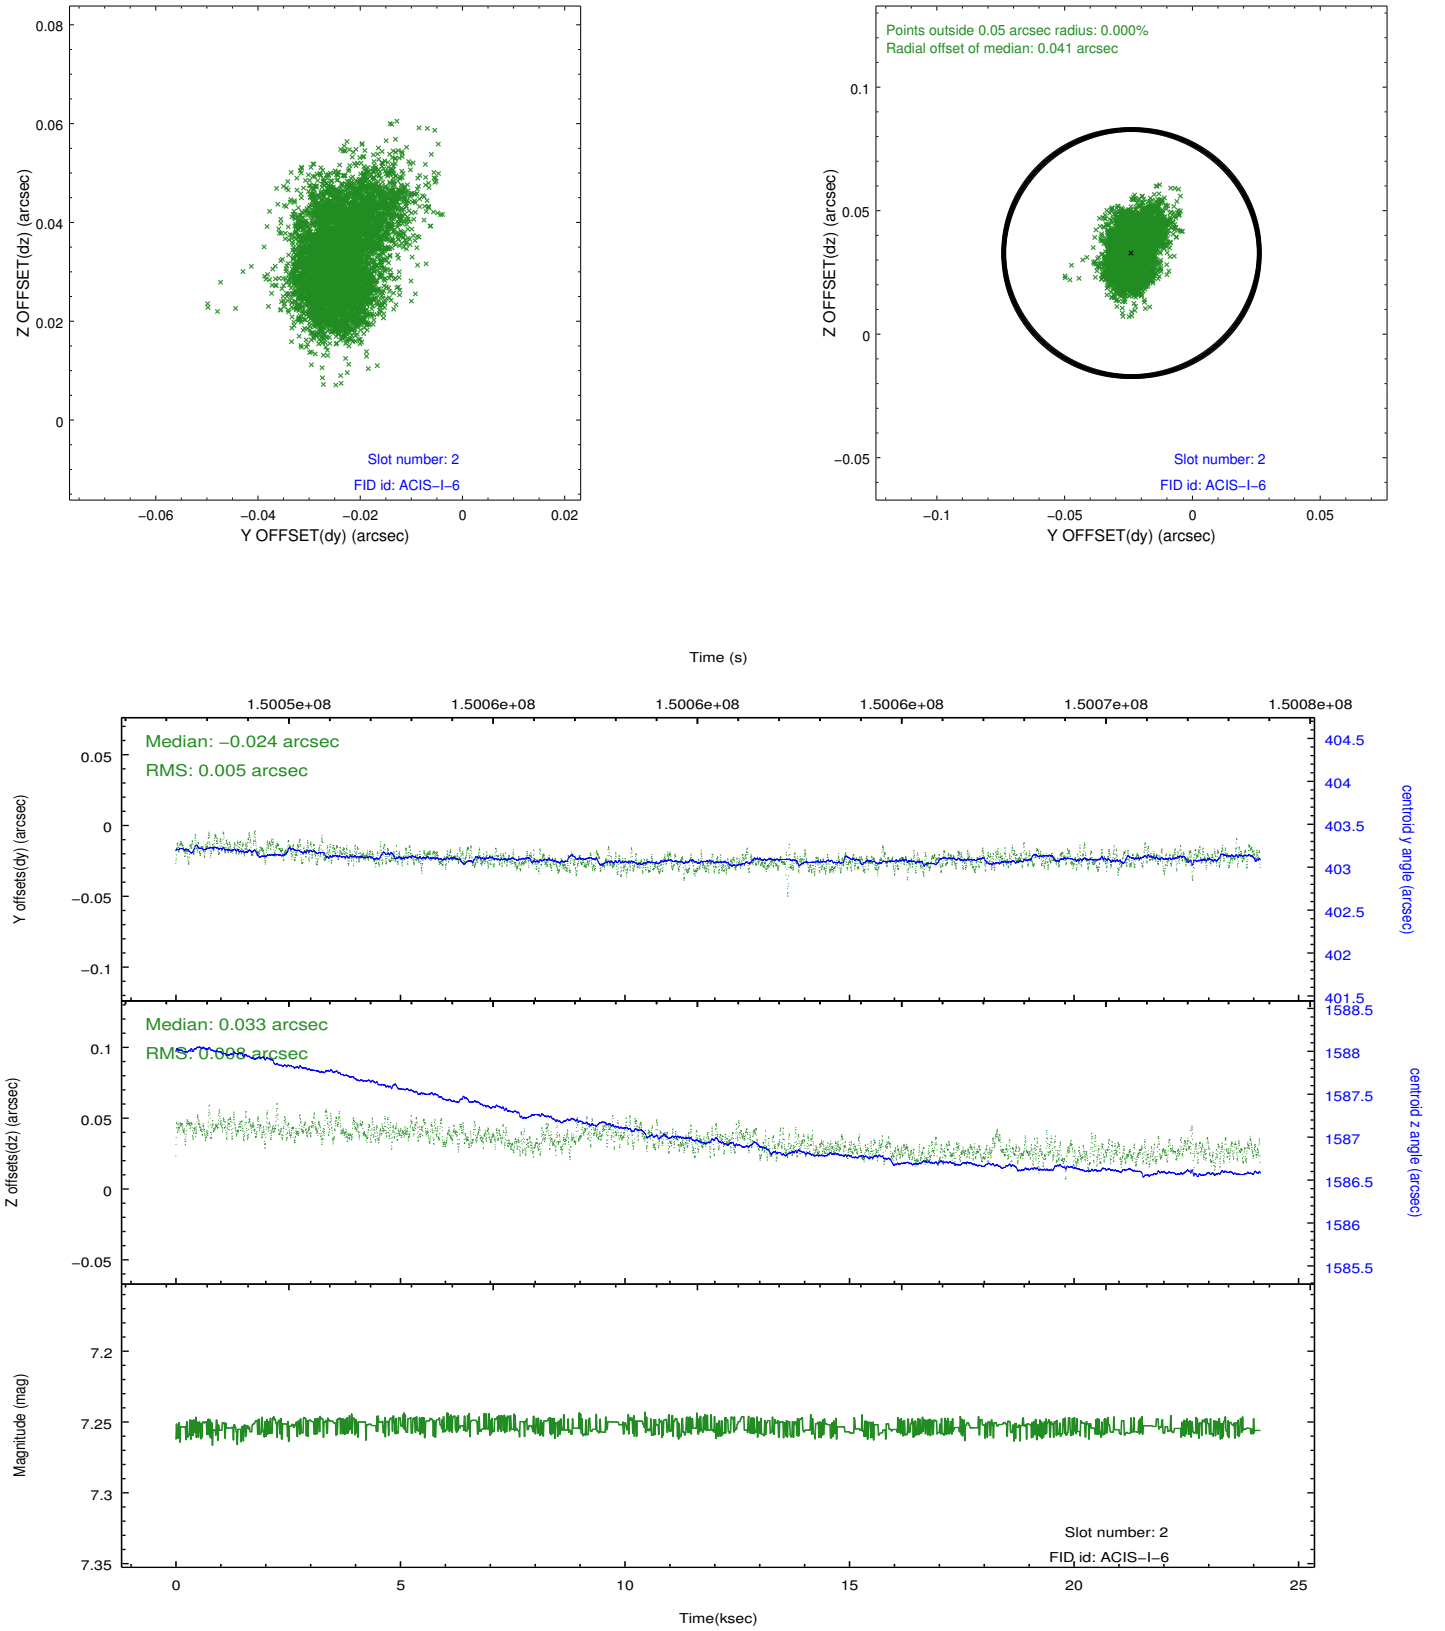 0.08
0.06
0.04
0.02
0
Z OFFSET(dz) (arcsec)
Slot number: 2
FID id: ACIS−I−6
−0.06 −0.04 −0.02 0 0.02
Y OFFSET(dy) (arcsec)
Points outside 0.05 arcsec radius: 0.000%
Radial offset of median: 0.041 arcsec
0.1
0.05
0
−0.05
Z OFFSET(dz) (arcsec)
Slot number: 2
FID id: ACIS−I−6
−0.1 −0.05 0 0.05
Y OFFSET(dy) (arcsec)
Time (s)
1.5005e+08 1.5006e+08 1.5006e+08 1.5006e+08 1.5007e+08 1.5008e+08
Median: −0.024 arcsec
RMS: 0.005 arcsec
0.05
0
−0.05
−0.1
Y offsets(dy) (arcsec)
404.5
404
403.5
403
402.5
402
401.5
centroid y angle (arcsec)
Median: 0.033 arcsec
RMS: 0.008 arcsec
0.1
0.05
0
−0.05
Z offsets(dz) (arcsec)
1588.5
1588
1587.5
1587
1586.5
1586
1585.5
centroid z angle (arcsec)
7.2
7.25
7.3
7.35
Magnitude (mag)
Slot number: 2
FID id: ACIS−I−6
0 5 10 15 20 25
Time(ksec)